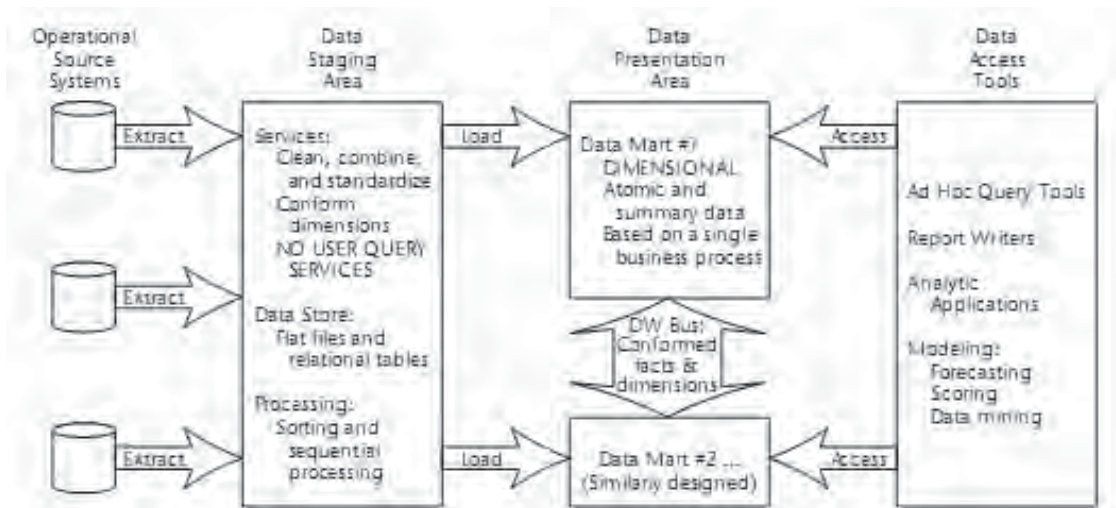 Operational
Source
Systems
Data
Staging
Area
Data
Presentation
Area
Data
Access
Tools
Extract
Extract
Extract
Services:
Clean, combine,
and standardize
Conform
dimensions
NO USER QUERY
SERVICES
Data Store:
Flat files and
relational tables
Processing:
Sorting and
sequential
processing
Load
Load
Data Mart #1
DIMENSIONAL
Atomic and
summary data
Based on a single
business process
DW Bus:
Conformed
facts &
dimensions
Data Mart #2 ...
(Similarly designed)
Access
Access
Ad Hoc Query Tools
Report Writers
Analytic
Applications
Modeling:
Forecasting
Scoring
Data mining